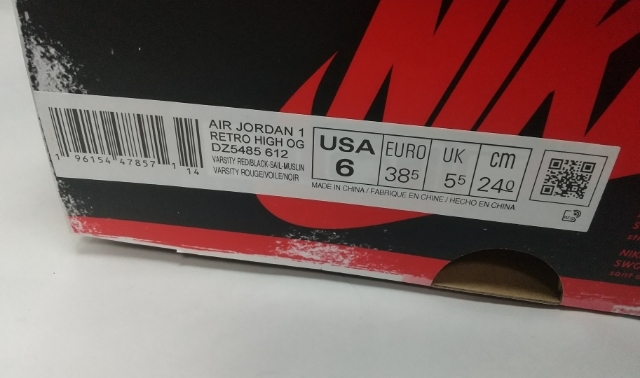 NIKE
AIR JORDAN 1
RETRO HIGH OG
DZ5485 612
VARSITY RED/BLACK-SAIL-MUSLIN
VARSITY ROUGE/VOILE/NOIR
1 96154 47857 1 14
USA
6
EURO
38.5
UK
5.5
cm
24.0
MADE IN CHINA / FABRIQUE EN CHINE / HECHO EN CHINA